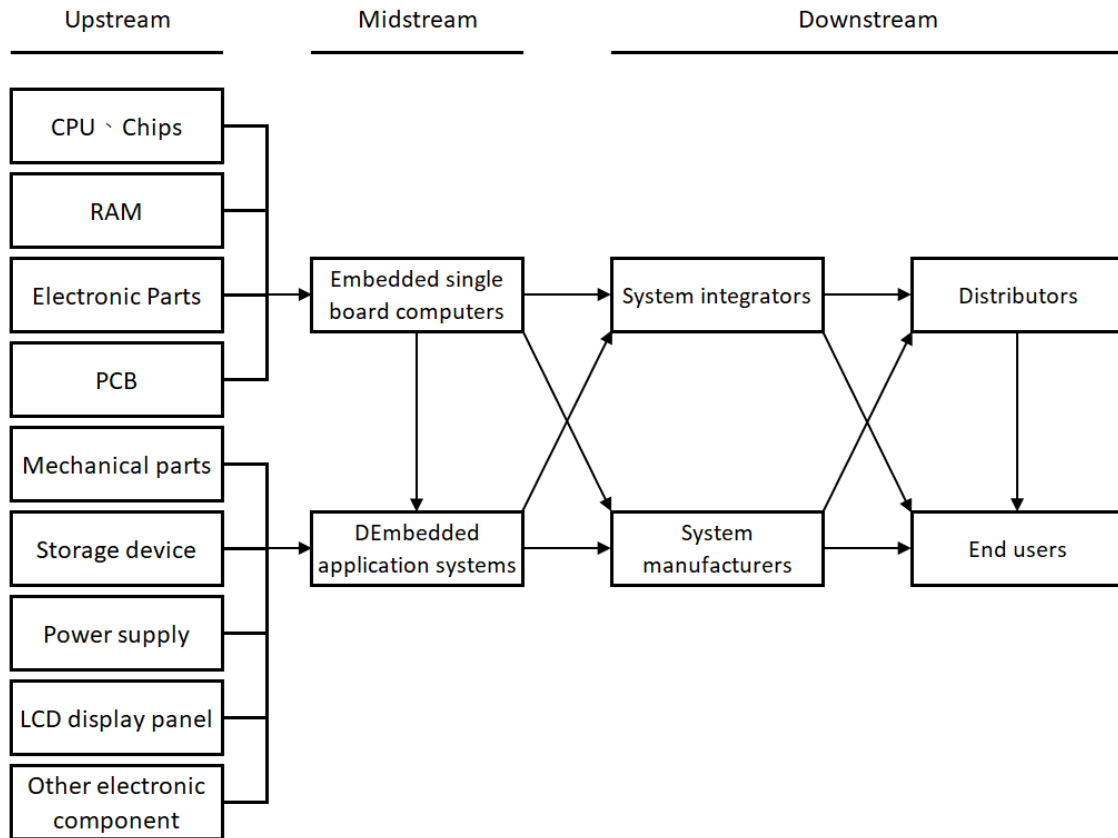 Upstream
Midstream
Downstream
CPU、Chips
RAM
Electronic Parts
PCB
Mechanical parts
Storage device
Power supply
LCD display panel
Other electronic
component
Embedded single
board computers
DEmbedded
application systems
System integrators
System
manufacturers
Distributors
End users